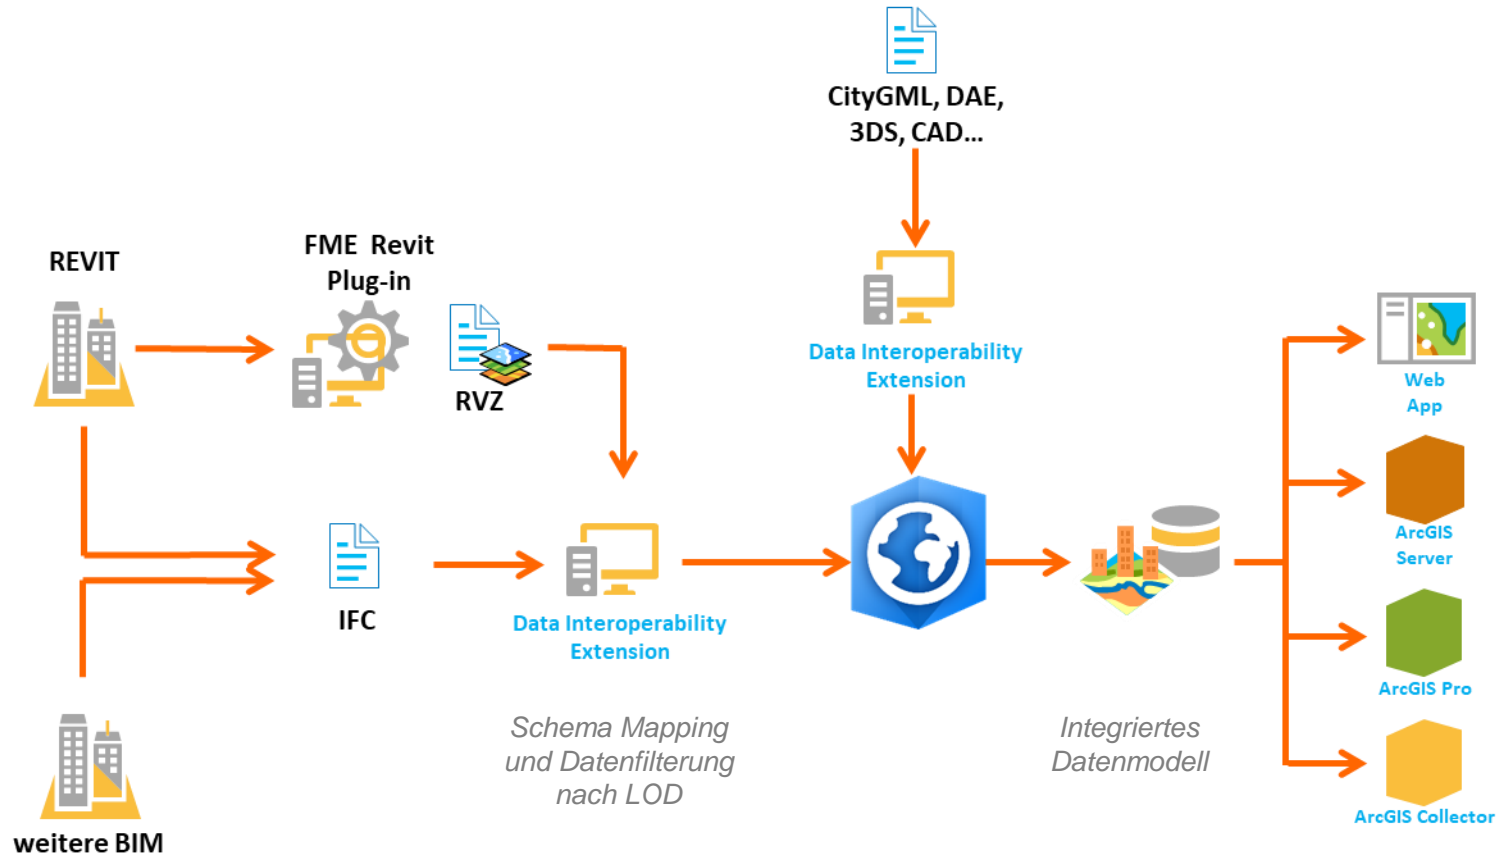 CityGML, DAE,
3DS, CAD...
REVIT
FME Revit
Plug-in
RVZ
Data Interoperability
Extension
Web
App
ArcGIS
Server
IFC
Data Interoperability
Extension
ArcGIS Pro
Schema Mapping
und Datenfilterung
nach LOD
Integriertes
Datenmodell
ArcGIS Collector
weitere BIM